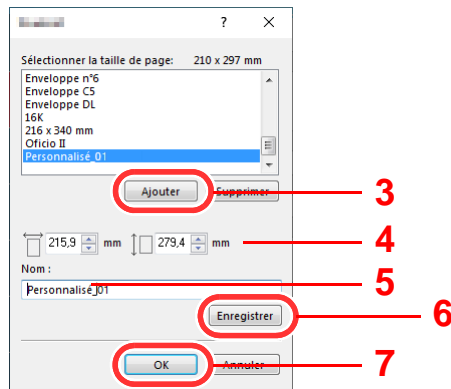 ?
Sélectionner la taille de page: 210 x 297 mm
Enveloppe n°6
Enveloppe C5
Enveloppe DL
16K
216 x 340 mm
Oficio II
Personnalisé_01
Ajouter Supprimer 3
215,9 mm 279,4 mm 4
Nom :
Personnalisé_01 5
Enregistrer 6
OK Annuler 7